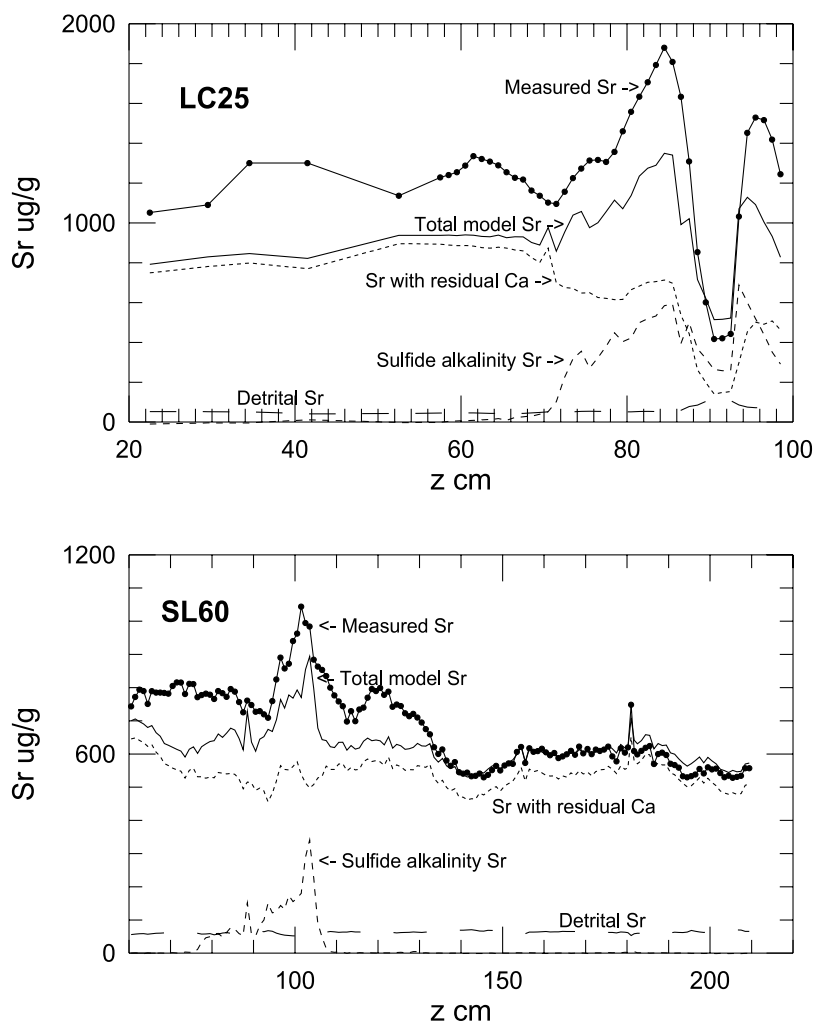 2000
LC25
Measured Sr ->
Sr ug/g
1000
Total model Sr ->
Sr with residual Ca ->
Sulfide alkalinity Sr ->
Detrital Sr
0
20 40 60 80 100
z cm
1200
SL60
<- Measured Sr
<- Total model Sr
Sr ug/g
600
Sr with residual Ca
<- Sulfide alkalinity Sr
Detrital Sr
0
100 150 200
z cm